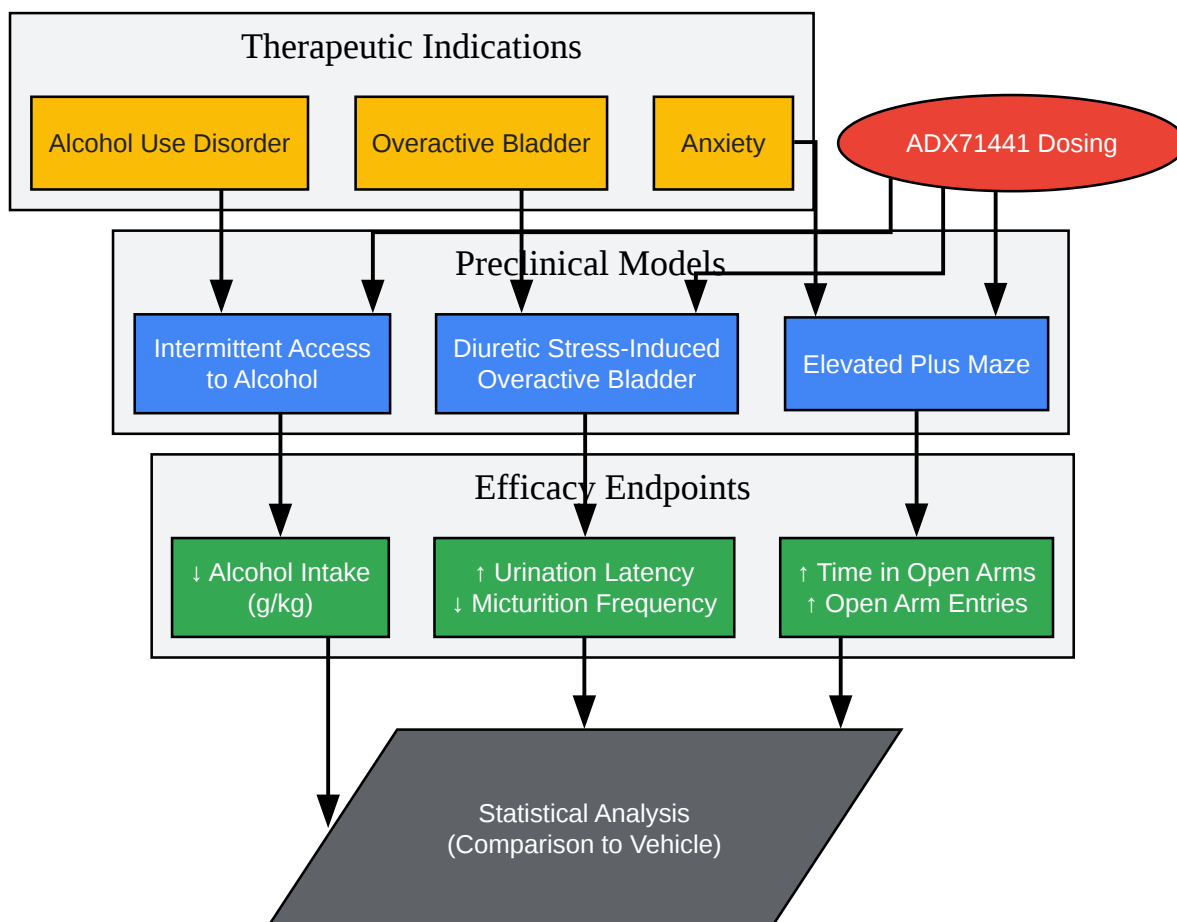 Therapeutic Indications
Alcohol Use Disorder
Overactive Bladder
Anxiety
ADX71441 Dosing
Preclinical Models
Intermittent Access
to Alcohol
Diuretic Stress-Induced
Overactive Bladder
Elevated Plus Maze
Efficacy Endpoints
↓ Alcohol Intake
(g/kg)
↑ Urination Latency
↓ Micturition Frequency
↑ Time in Open Arms
↑ Open Arm Entries
Statistical Analysis
(Comparison to Vehicle)